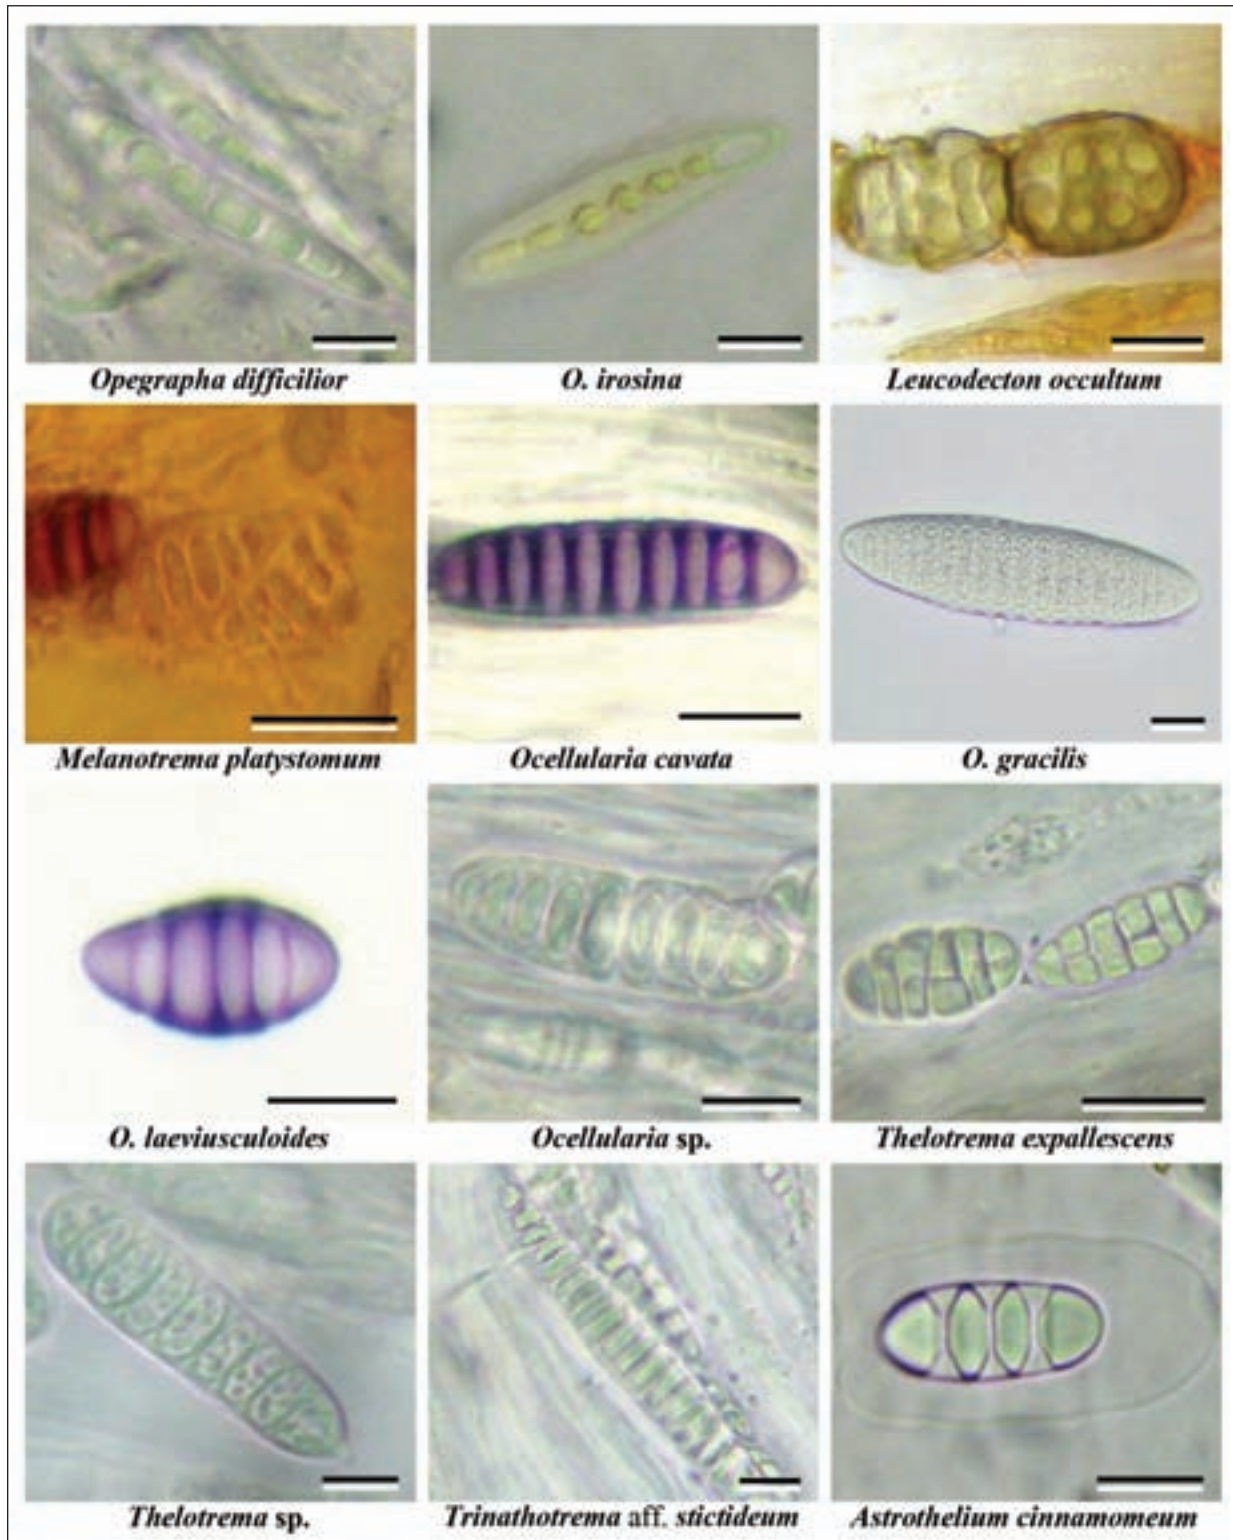 Opegrapha difficilior
O. irosina
Leucodecton occultum
Melanotrema platystomum
Ocellularia cavata
O. gracilis
O. laeviusculoides
Ocellularia sp.
Thelotrema expallescens
Thelotrema sp.
Trinathotrema aff. stictideum
Astrothelium cinnamomeum